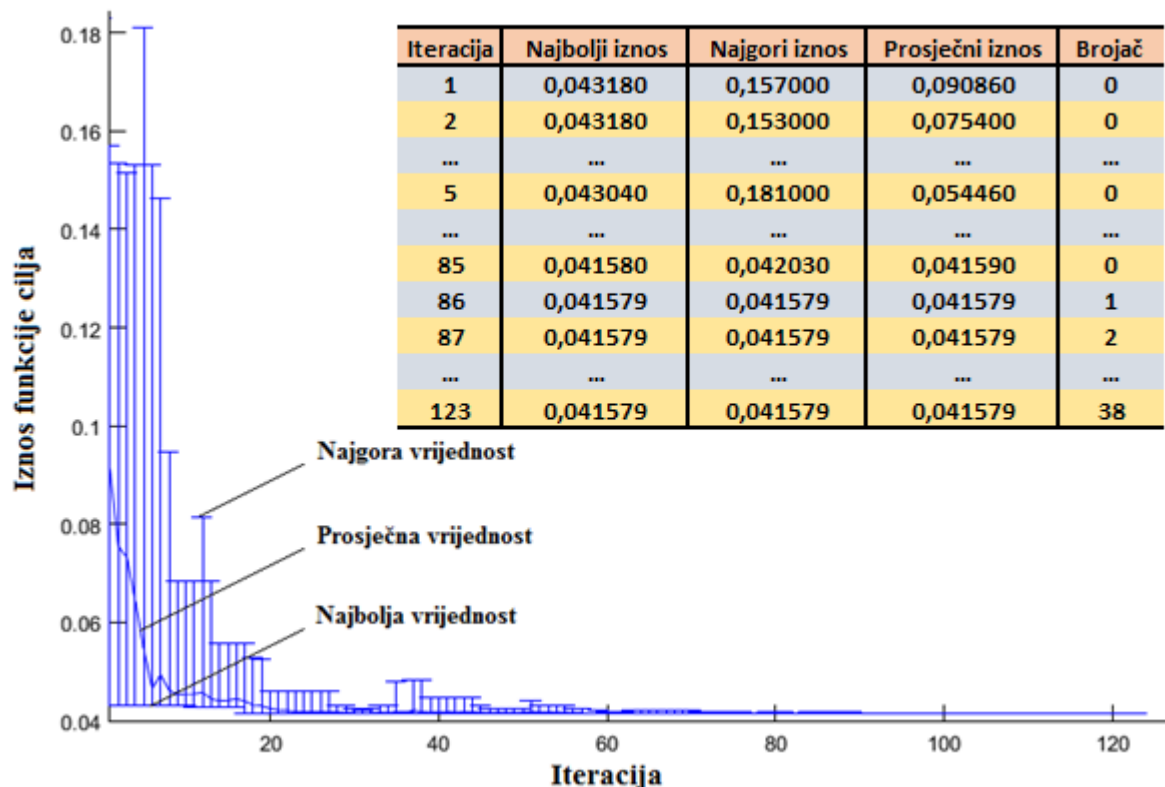 Iteracija Najbolji iznos Najgori iznos Prosječni iznos Brojač
1 0,043180 0,157000 0,090860 0
2 0,043180 0,153000 0,075400 0
... ... ... ... ...
5 0,043040 0,181000 0,054460 0
... ... ... ... ...
85 0,041580 0,042030 0,041590 0
86 0,041579 0,041579 0,041579 1
87 0,041579 0,041579 0,041579 2
... ... ... ... ...
123 0,041579 0,041579 0,041579 38
Iznos funkcije cilja
0.18
0.16
0.14
0.12
0.1
0.08
0.06
0.04
Najgora vrijednost
Prosječna vrijednost
Najbolja vrijednost
20 40 60 80 100 120
Iteracija